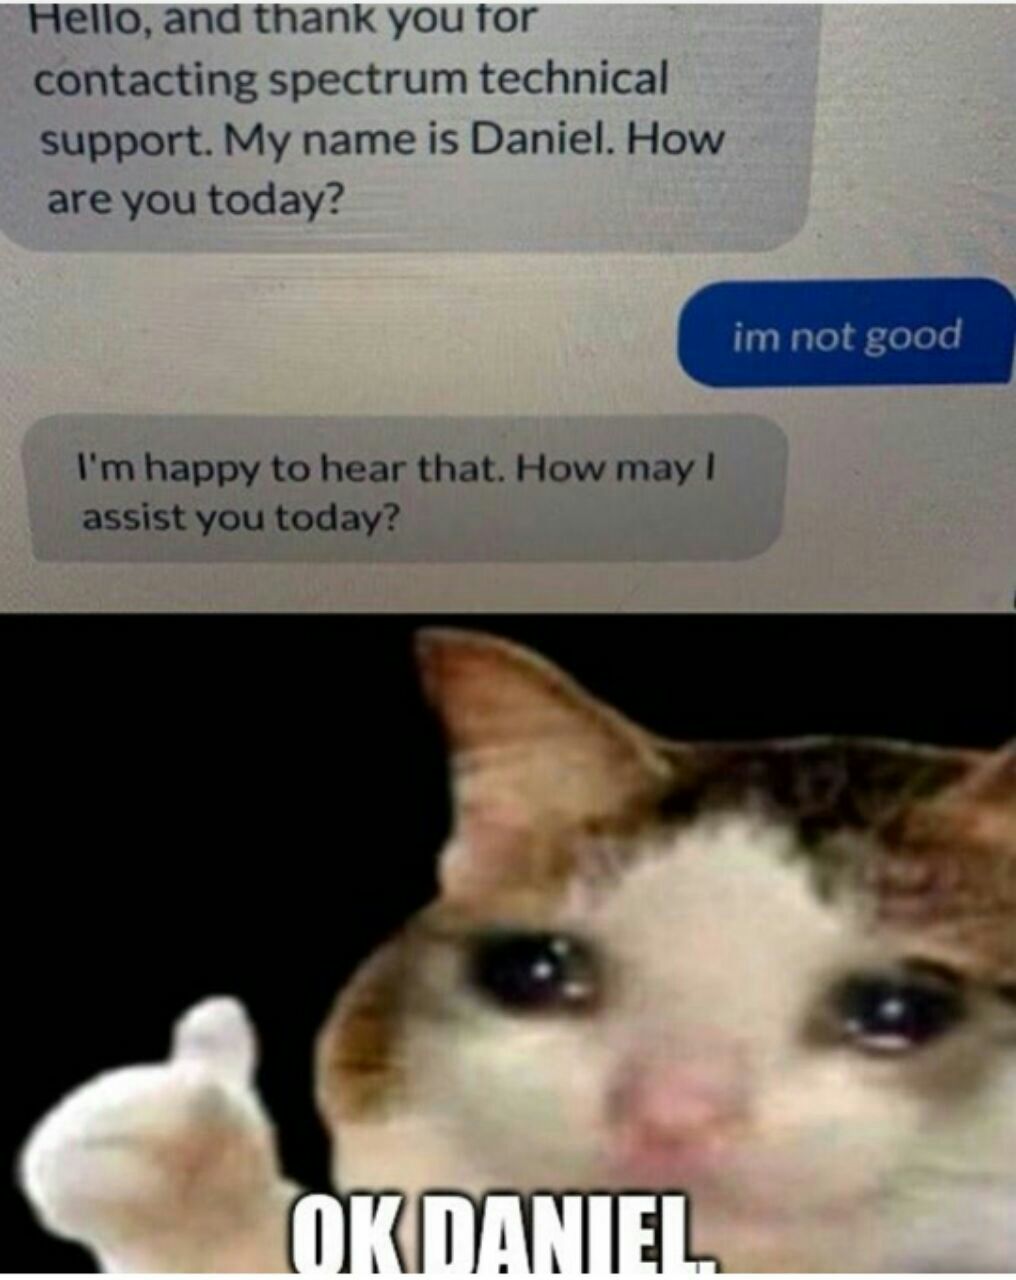 Hello, and thank you for
contacting spectrum technical
support. My name is Daniel. How
are you today?
im not good
I'm happy to hear that. How may I
assist you today?
OK DANIEL.